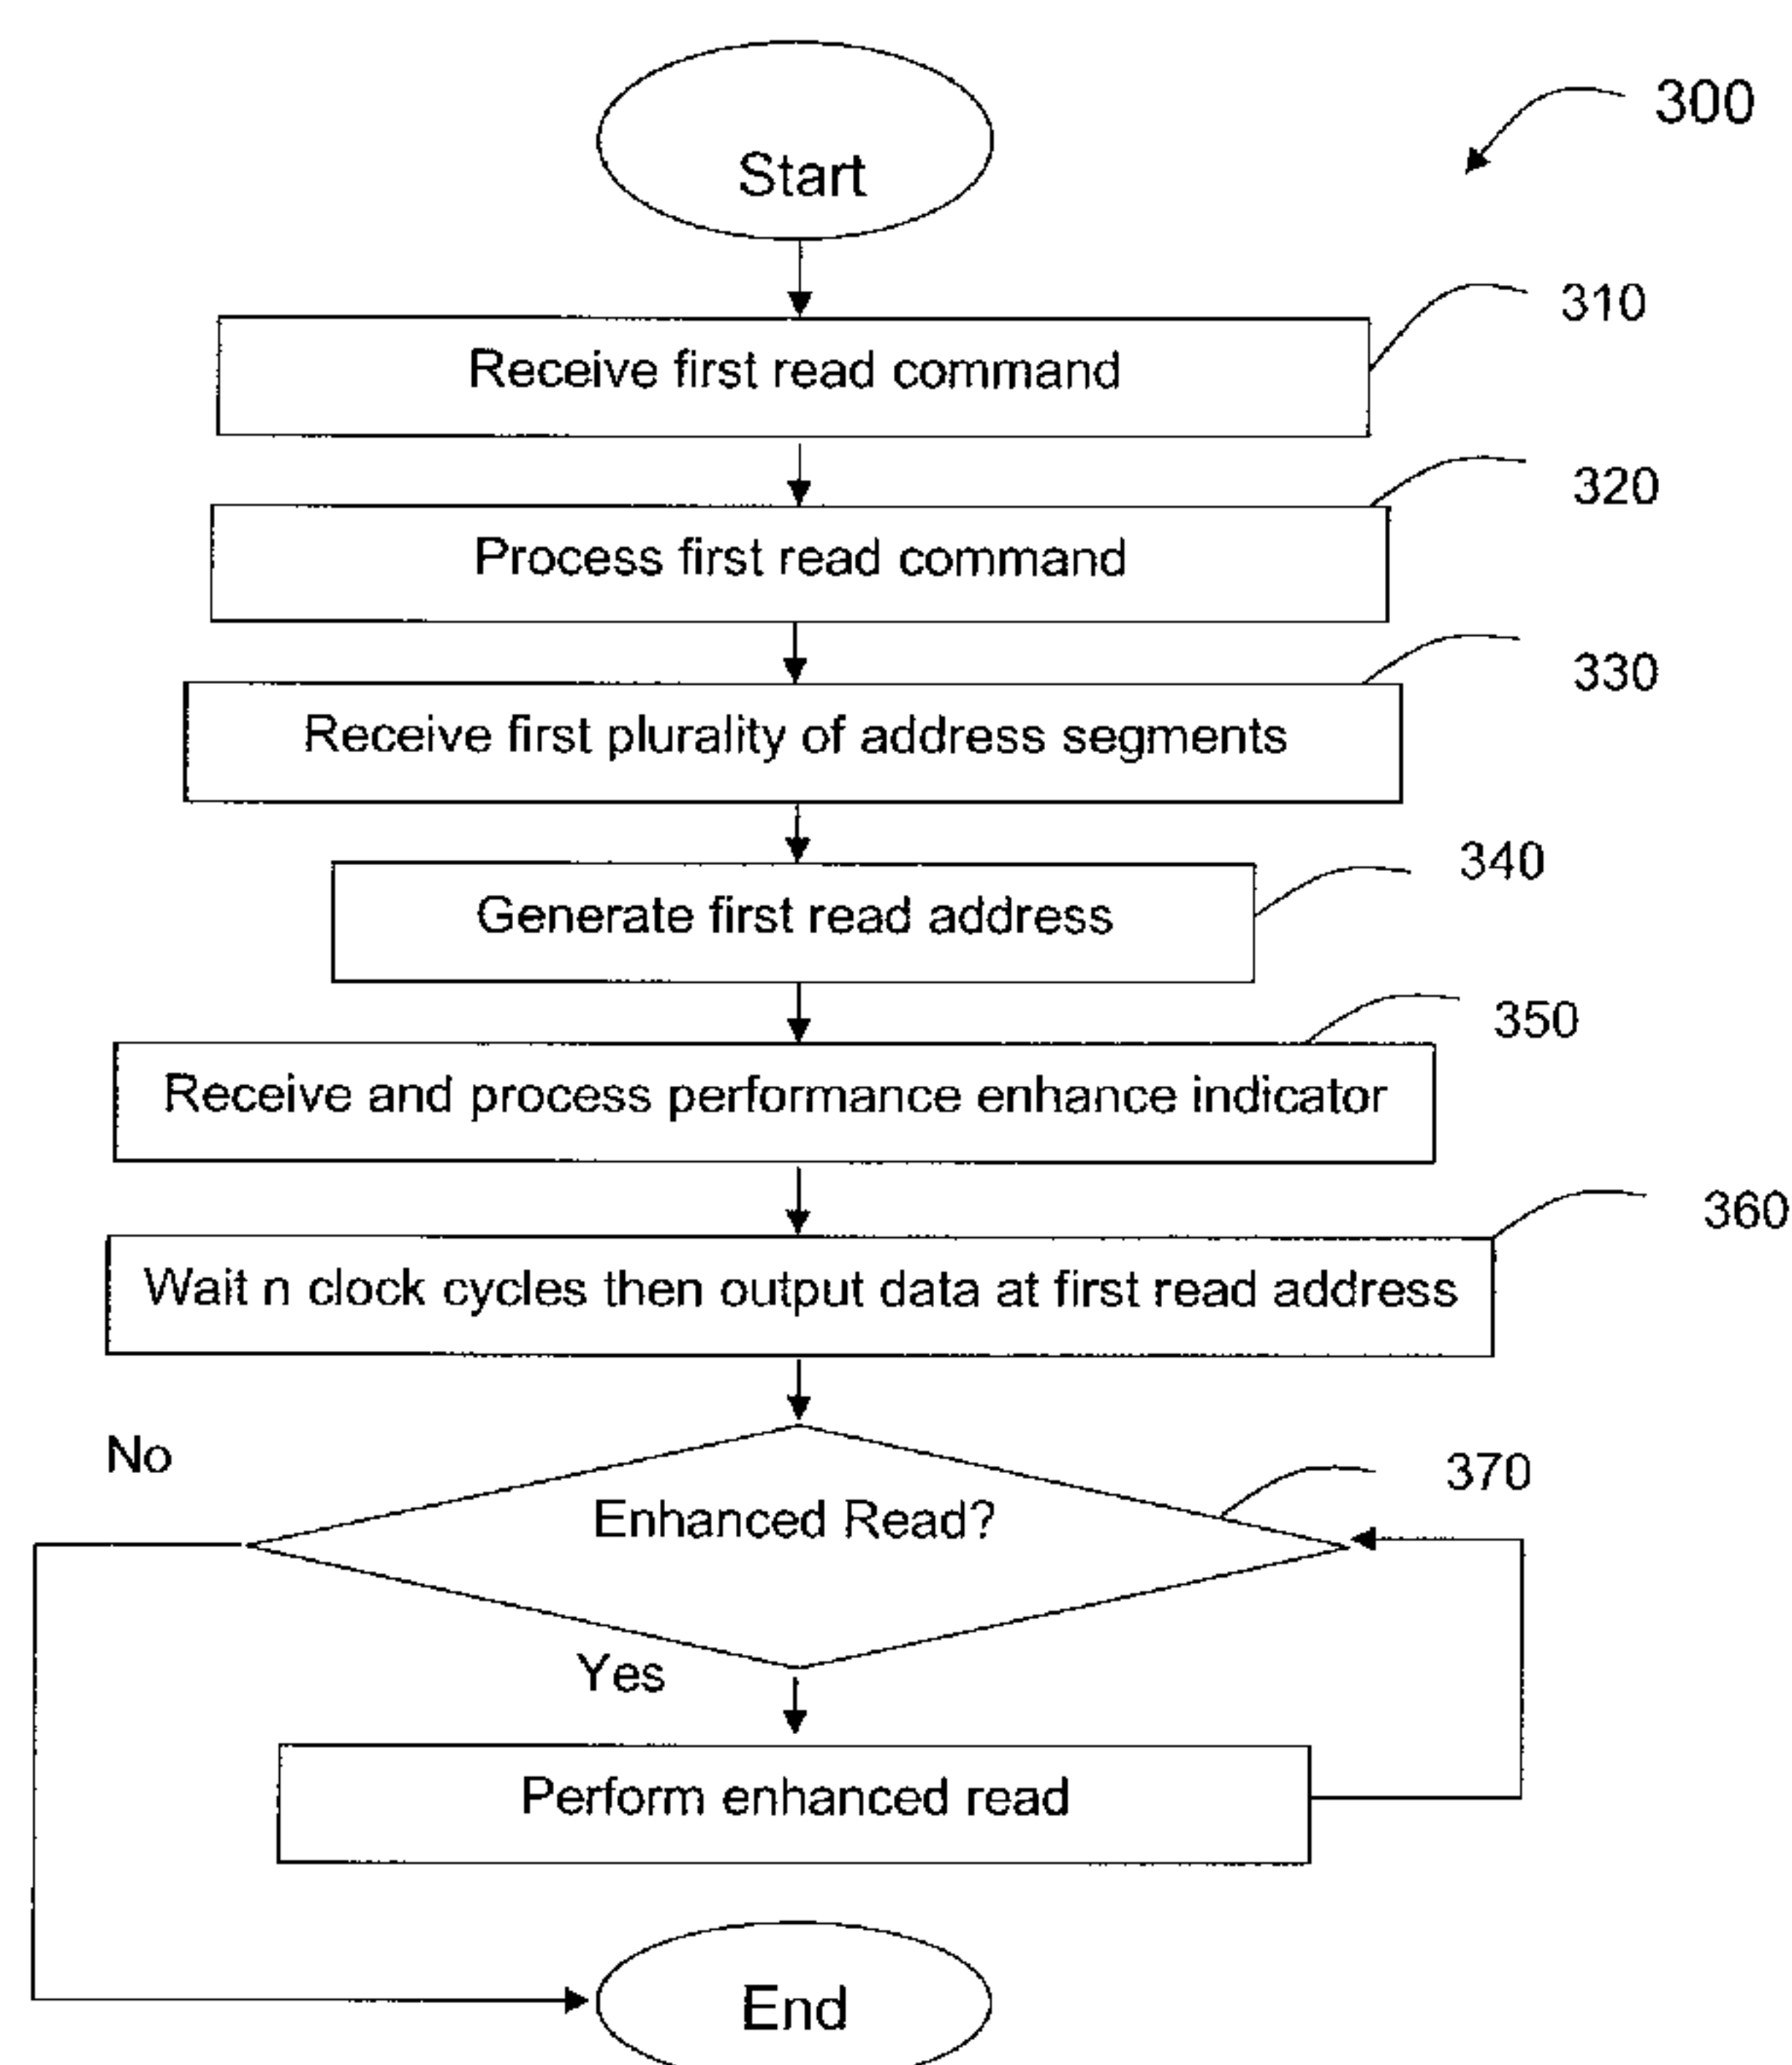 Start
300
Receive first read command
310
Process first read command
320
Receive first plurality of address segments
330
Generate first read address
340
Receive and process performance enhance indicator
350
Wait n clock cycles then output data at first read address
360
No
Enhanced Read?
370
Yes
Perform enhanced read
End